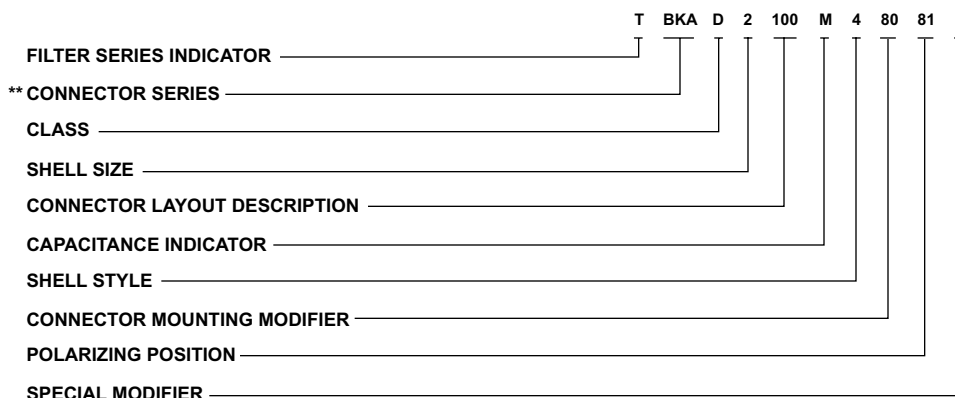 T BKA D 2 100 M 4 80 81
FILTER SERIES INDICATOR
** CONNECTOR SERIES
CLASS
SHELL SIZE
CONNECTOR LAYOUT DESCRIPTION
CAPACITANCE INDICATOR
SHELL STYLE
CONNECTOR MOUNTING MODIFIER
POLARIZING POSITION
SPECIAL MODIFIER